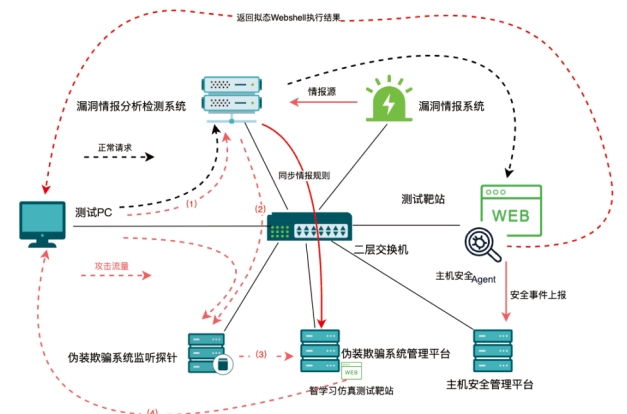 返回拟态Webshell执行结果
情报源
漏洞情报分析检测系统
漏洞情报系统
正常请求
同步情报规则
测试靶站
(1)
(2)
测试PC
WEB
二层交换机
攻击流量
主机安全Agent
安全事件上报
伪装欺骗系统监听探针
(3)
伪装欺骗系统管理平台
WEB
智学习仿真测试靶站
主机安全管理平台
(4)